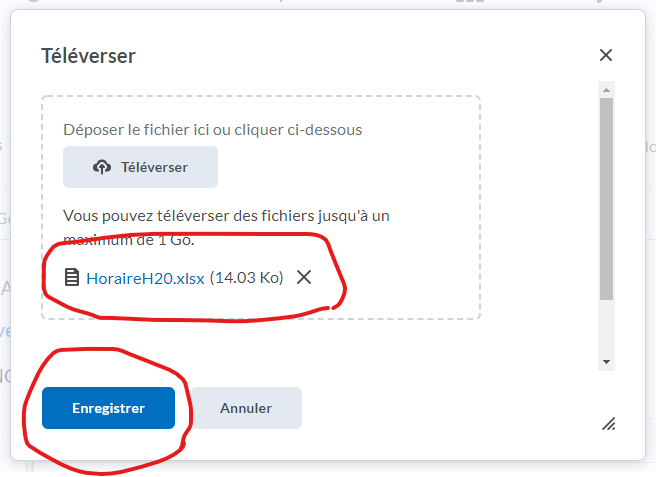 Téléverser
Déposer le fichier ici ou cliquer ci-dessous
Téléverser
Vous pouvez téléverser des fichiers jusqu'à un
maximum de 1 Go.
HoraireH20.xlsx (14.03 Ko)
Enregistrer
Annuler